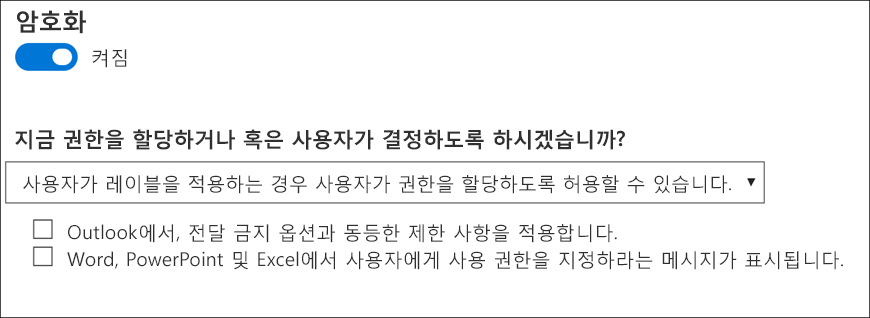 암호화
켜짐
지금 권한을 할당하거나 혹은 사용자가 결정하도록 하시겠습니까?
사용자가 레이블을 적용하는 경우 사용자가 권한을 할당하도록 허용할 수 있습니다.
Outlook에서, 전달 금지 옵션과 동등한 제한 사항을 적용합니다.
Word, PowerPoint 및 Excel에서 사용자에게 사용 권한을 지정하라는 메시지가 표시됩니다.